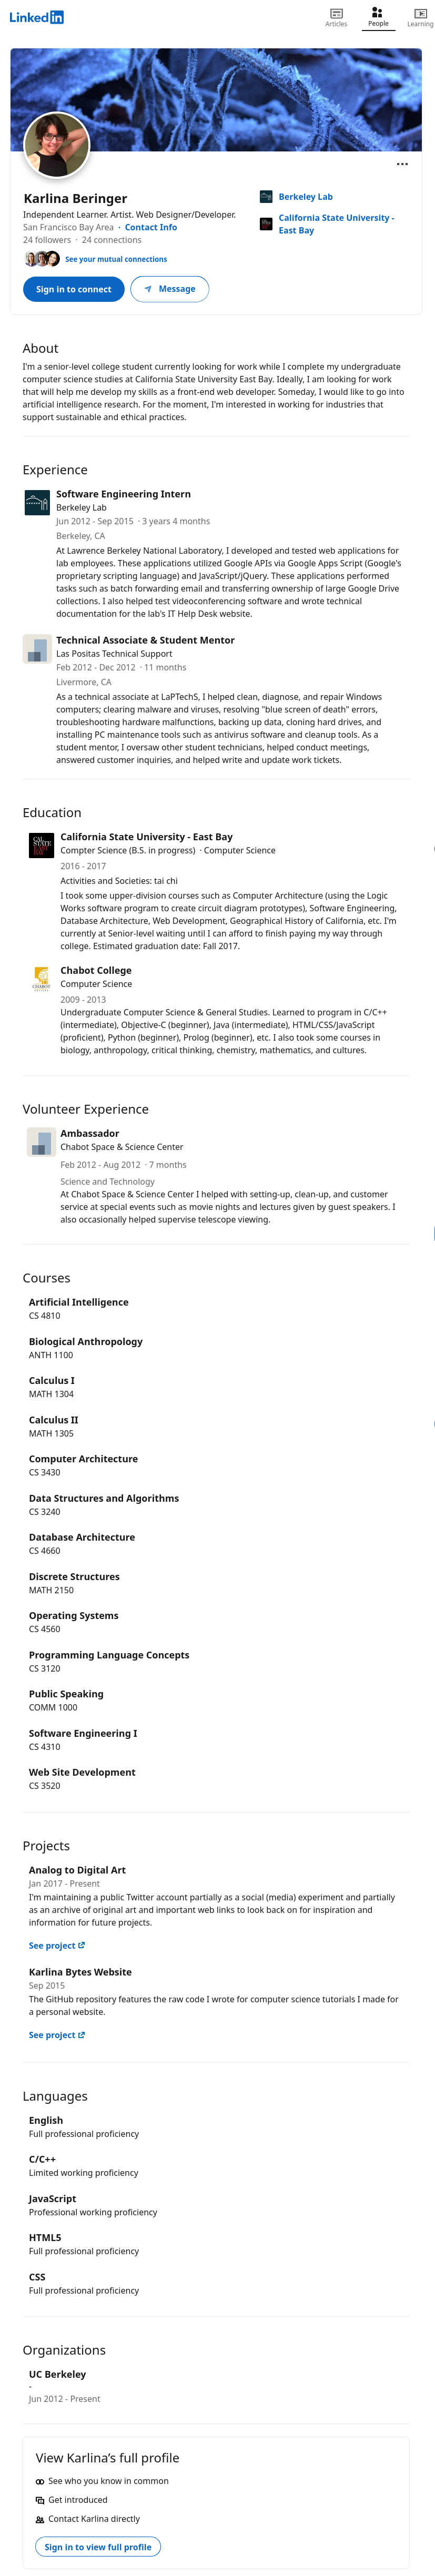 Linked in
Articles
People
Learning
Karlina Beringer
Independent Learner. Artist. Web Designer/Developer.
San Francisco Bay Area · Contact Info
24 followers · 24 connections
See your mutual connections
Sign in to connect
Message
Berkeley Lab
California State University -
East Bay
About
I'm a senior-level college student currently looking for work while I complete my undergraduate
computer science studies at California State University East Bay. Ideally, I am looking for work
that will help me develop my skills as a front-end web developer. Someday, I would like to go into
artificial intelligence research. For the moment, I'm interested in working for industries that
support sustainable and ethical practices.
Experience
Software Engineering Intern
Berkeley Lab
Jun 2012 - Sep 2015 · 3 years 4 months
Berkeley, CA
At Lawrence Berkeley National Laboratory, I developed and tested web applications for
lab employees. These applications utilized Google APIs via Google Apps Script (Google's
proprietary scripting language) and JavaScript/jQuery. These applications performed
tasks such as batch forwarding email and transferring ownership of large Google Drive
collections. I also helped test videoconferencing software and wrote technical
documentation for the lab's IT Help Desk website.
Technical Associate & Student Mentor
Las Positas Technical Support
Feb 2012 - Dec 2012 · 11 months
Livermore, CA
As a technical associate at LaPTechS, I helped clean, diagnose, and repair Windows
computers; clearing malware and viruses, resolving "blue screen of death" errors,
troubleshooting hardware malfunctions, backing up data, cloning hard drives, and
installing PC maintenance tools such as antivirus software and cleanup tools. As a
student mentor, I oversaw other student technicians, helped conduct meetings,
answered customer inquiries, and helped write and update work tickets.
Education
CAL
STATE
EAST
BAY
California State University - East Bay
Compter Science (B.S. in progress) · Computer Science
2016 - 2017
Activities and Societies: tai chi
I took some upper-division courses such as Computer Architecture (using the Logic
Works software program to create circuit diagram prototypes), Software Engineering,
Database Architecture, Web Development, Geographical History of California, etc. I'm
currently at Senior-level waiting until I can afford to finish paying my way through
college. Estimated graduation date: Fall 2017.
CHABOT
Chabot College
Computer Science
2009 - 2013
Undergraduate Computer Science & General Studies. Learned to program in C/C++
(intermediate), Objective-C (beginner), Java (intermediate), HTML/CSS/JavaScript
(proficient), Python (beginner), Prolog (beginner), etc. I also took some courses in
biology, anthropology, critical thinking, chemistry, mathematics, and cultures.
Volunteer Experience
Ambassador
Chabot Space & Science Center
Feb 2012 - Aug 2012 · 7 months
Science and Technology
At Chabot Space & Science Center I helped with setting-up, clean-up, and customer
service at special events such as movie nights and lectures given by guest speakers. I
also occasionally helped supervise telescope viewing.
Courses
Artificial Intelligence
CS 4810
Biological Anthropology
ANTH 1100
Calculus I
MATH 1304
Calculus II
MATH 1305
Computer Architecture
CS 3430
Data Structures and Algorithms
CS 3240
Database Architecture
CS 4660
Discrete Structures
MATH 2150
Operating Systems
CS 4560
Programming Language Concepts
CS 3120
Public Speaking
COMM 1000
Software Engineering I
CS 4310
Web Site Development
CS 3520
Projects
Analog to Digital Art
Jan 2017 - Present
I'm maintaining a public Twitter account partially as a social (media) experiment and partially
as an archive of original art and important web links to look back on for inspiration and
information for future projects.
See project
Karlina Bytes Website
Sep 2015
The GitHub repository features the raw code I wrote for computer science tutorials I made for
a personal website.
See project
Languages
English
Full professional proficiency
C/C++
Limited working proficiency
JavaScript
Professional working proficiency
HTML5
Full professional proficiency
CSS
Full professional proficiency
Organizations
UC Berkeley
-
Jun 2012 - Present
View Karlina’s full profile
See who you know in common
Get introduced
Contact Karlina directly
Sign in to view full profile